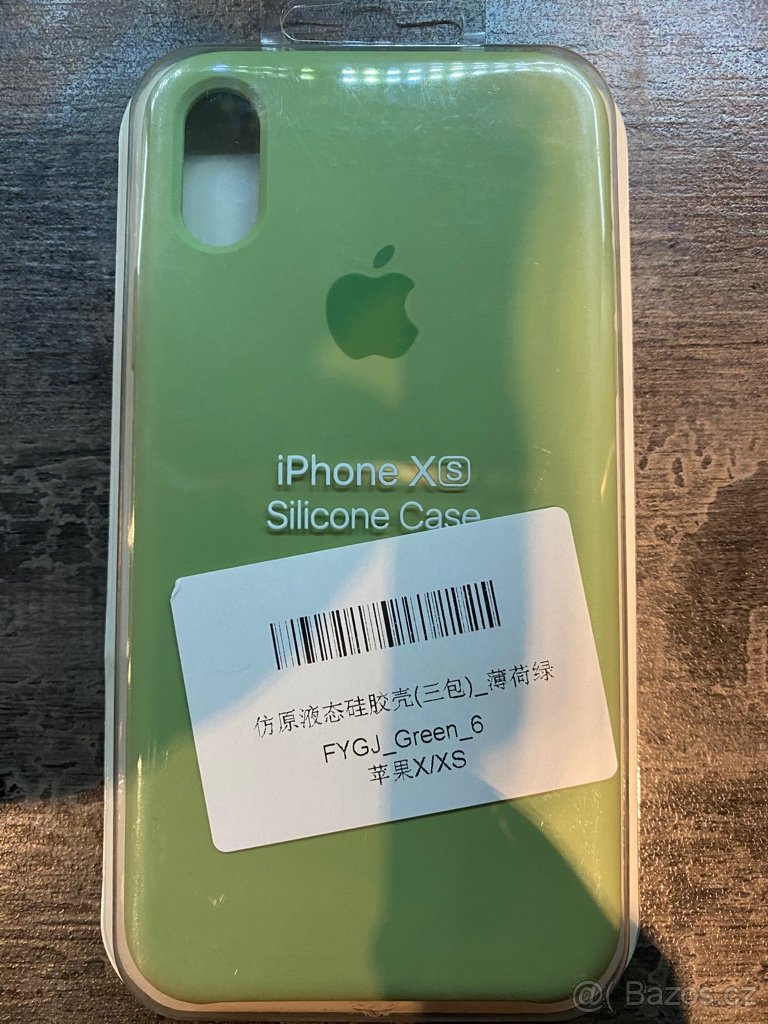 iPhone XS
Silicone Case
仿原液态硅胶壳(三包)_薄荷绿
FYGJ_Green_6
苹果X/XS
@( Bazos.cz